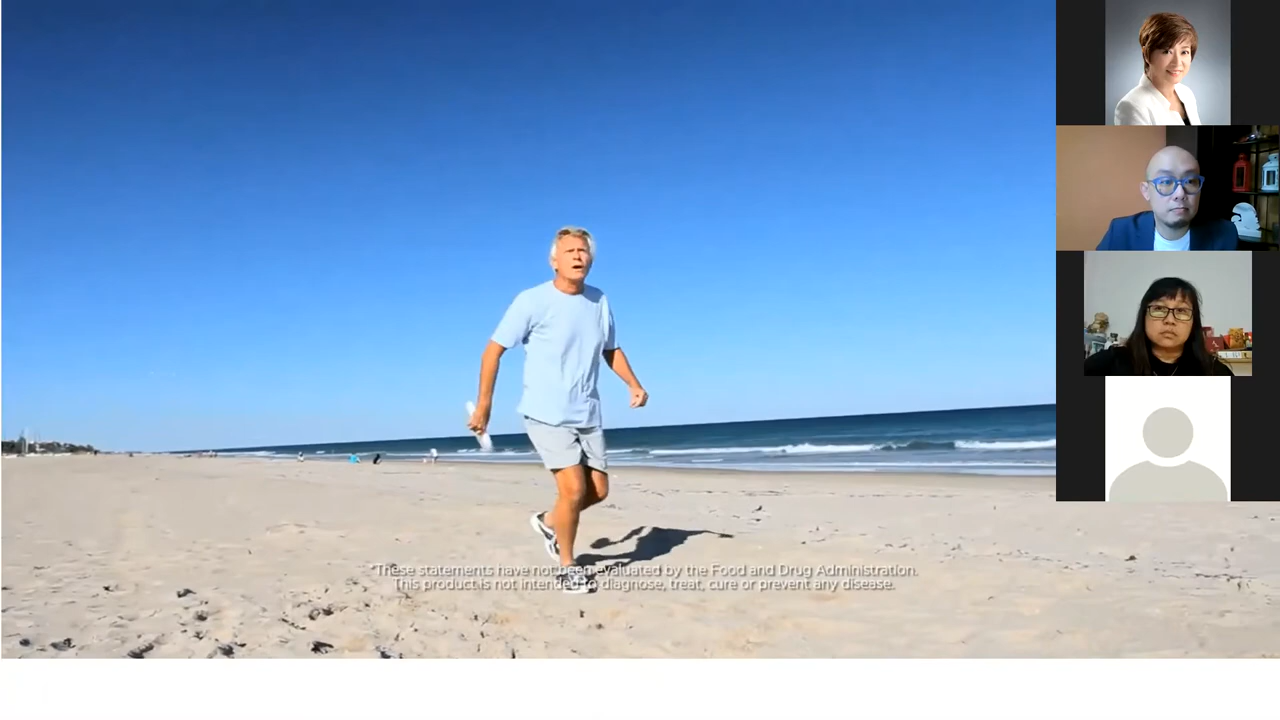 *These statements have not been evaluated by the Food and Drug Administration.
This product is not intended to diagnose, treat, cure or prevent any disease.